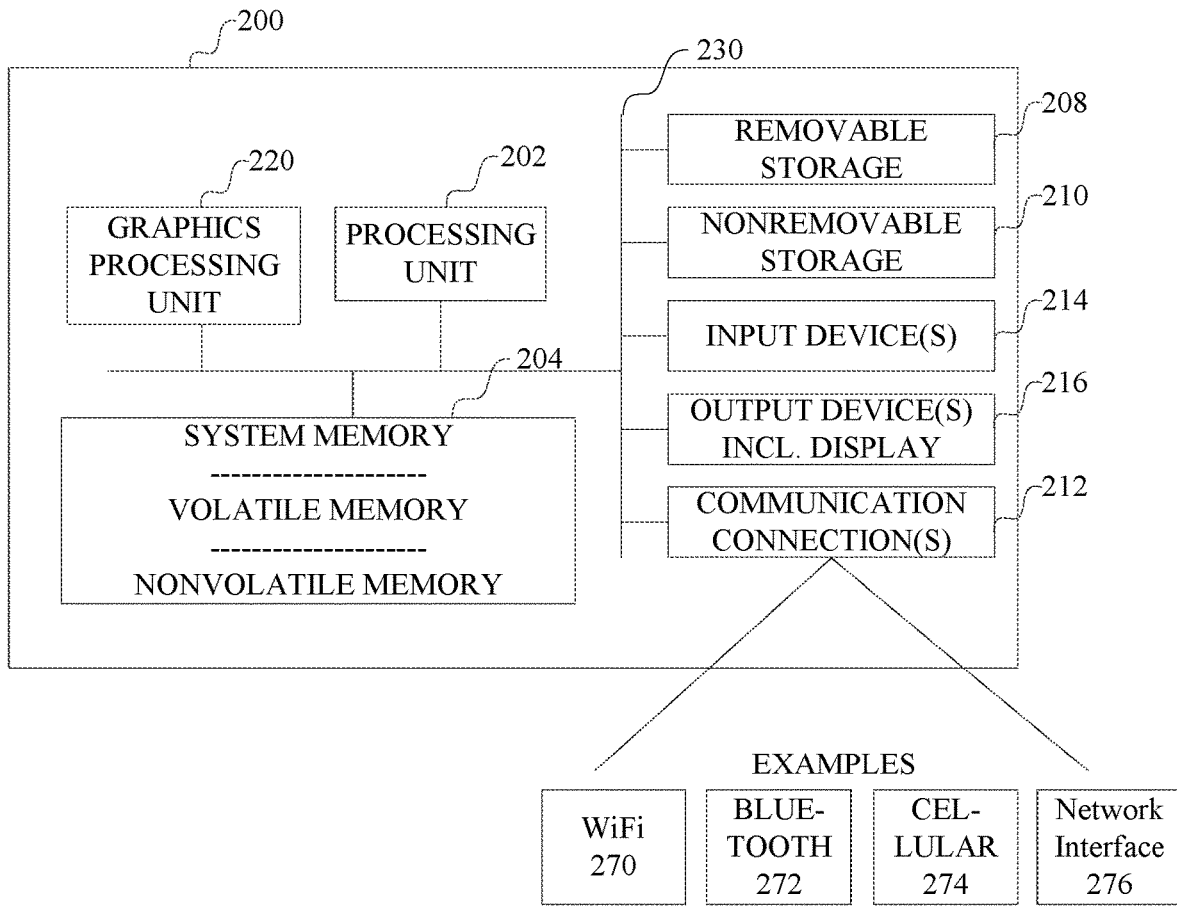 200
230
208
REMOVABLE
STORAGE
220
202
210
GRAPHICS
PROCESSING
UNIT
PROCESSING
UNIT
NONREMOVABLE
STORAGE
214
INPUT DEVICE(S)
204
216
SYSTEM MEMORY
VOLATILE MEMORY
NONVOLATILE MEMORY
OUTPUT DEVICE(S)
INCL. DISPLAY
212
COMMUNICATION
CONNECTION(S)
EXAMPLES
WiFi
270
BLUE-
TOOTH
272
CEL-
LULAR
274
Network
Interface
276